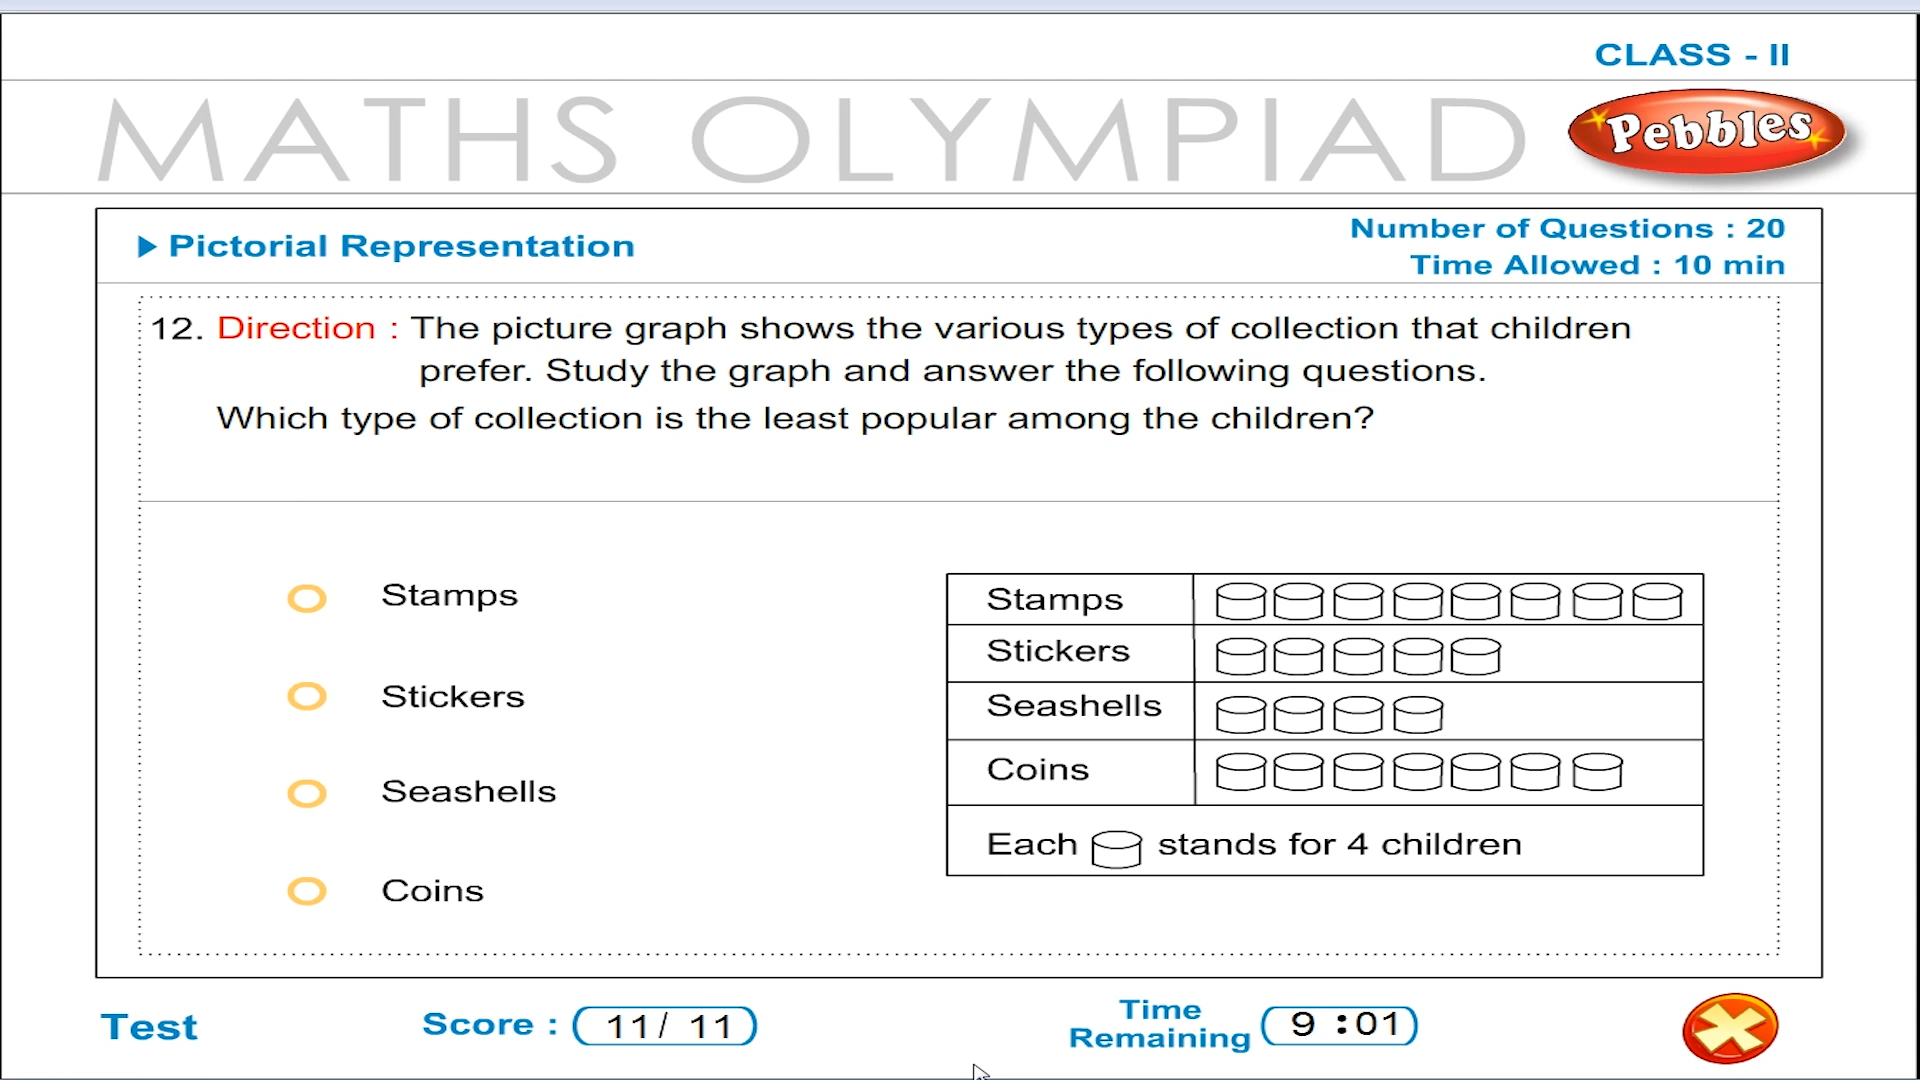 CLASS - II
MATHS OLYMPIAD
Pebbles
Pictorial Representation
Number of Questions : 20
Time Allowed : 10 min
12. Direction : The picture graph shows the various types of collection that children
prefer. Study the graph and answer the following questions.
Which type of collection is the least popular among the children?
Stamps
Stickers
Seashells
Coins
Stamps
Stickers
Seashells
Coins
Each stands for 4 children
Test
Score : 11/ 11
Time
Remaining 9 :01